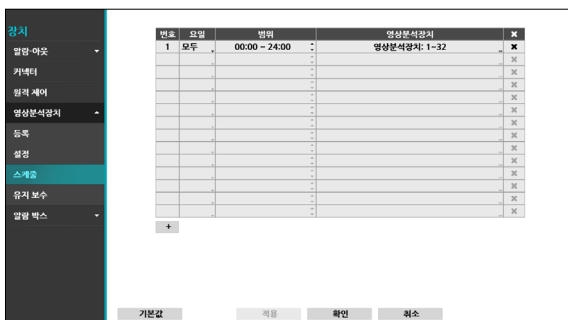 장치
알람-아웃
커넥터
원격 제어
영상분석장치
등록
설정
스케줄
유지 보수
알람 박스
번호 요일 범위 영상분석장치 ✖
1 모두 00:00 ~ 24:00 영상분석장치: 1~32 ✖
+
기본값 적용 확인 취소